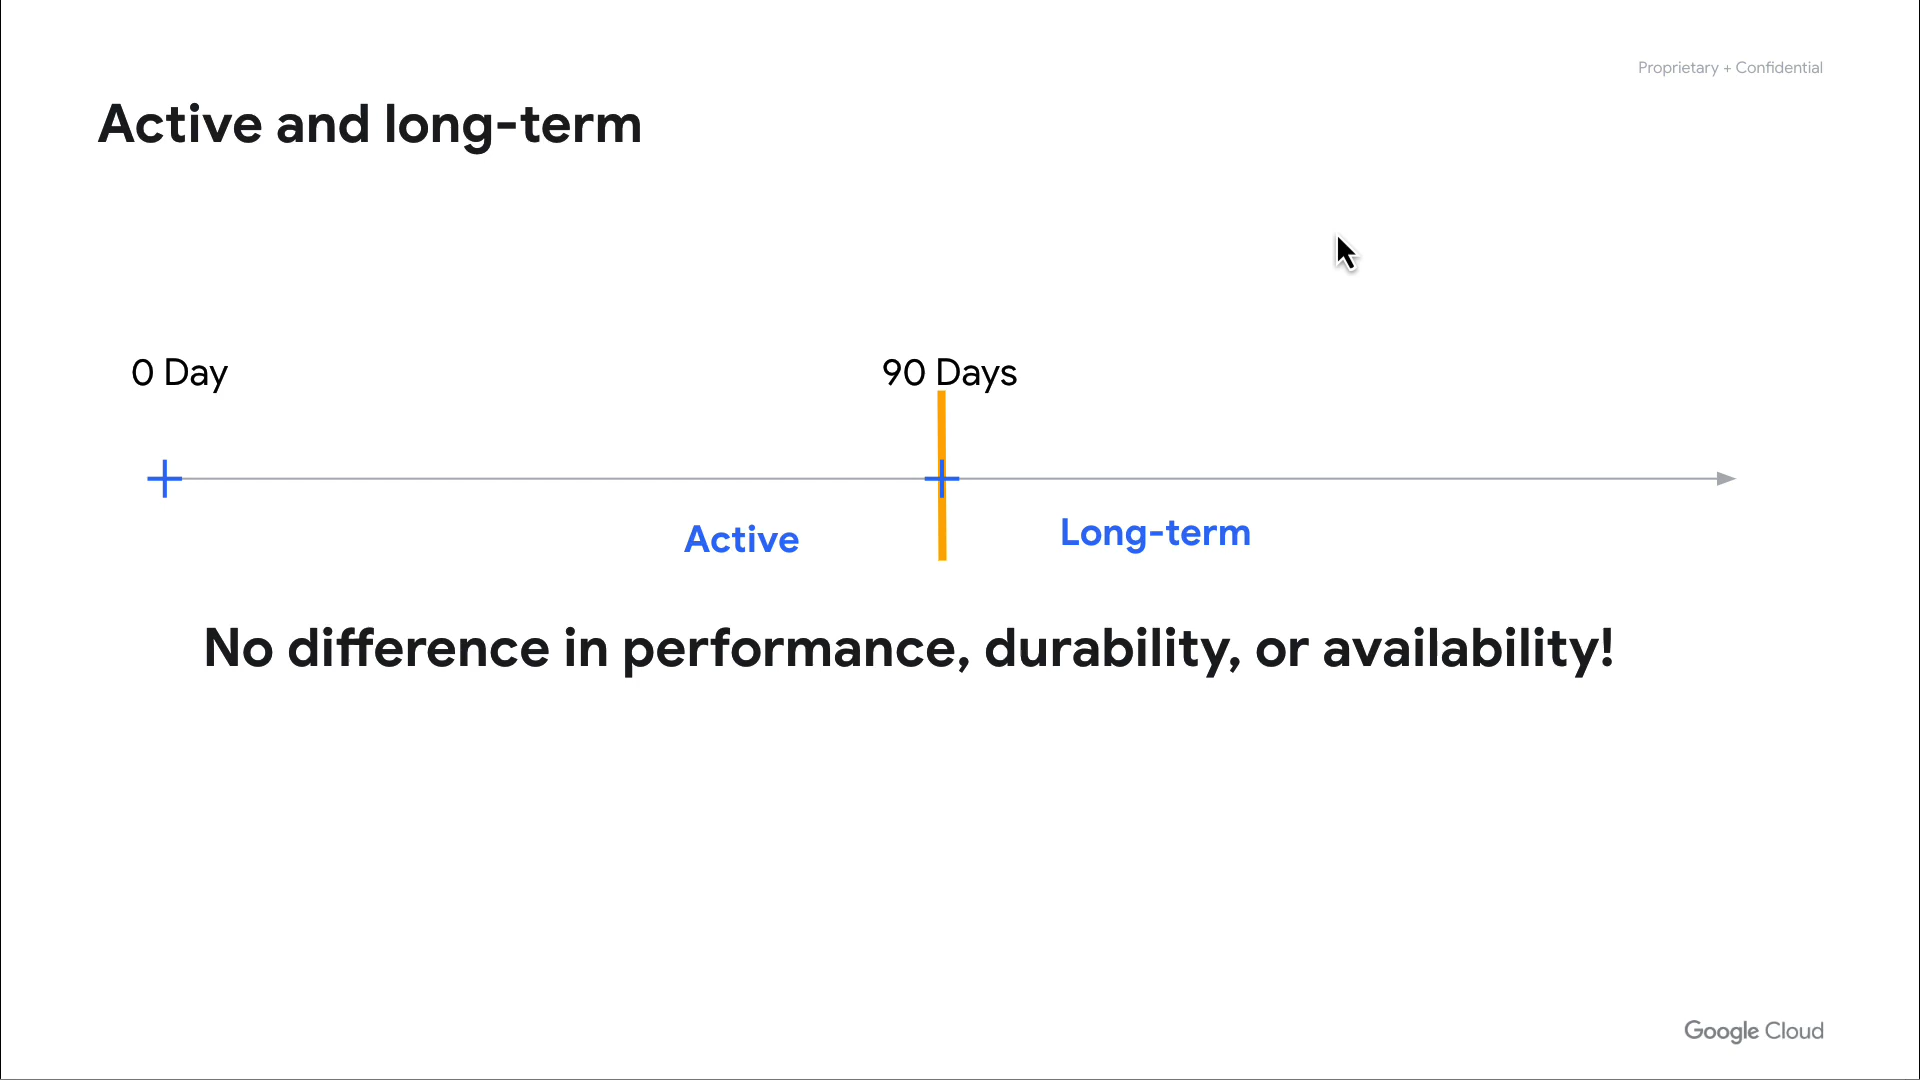 Proprietary + Confidential
Active and long-term
0 Day
90 Days
Active
Long-term
No difference in performance, durability, or availability!
Google Cloud